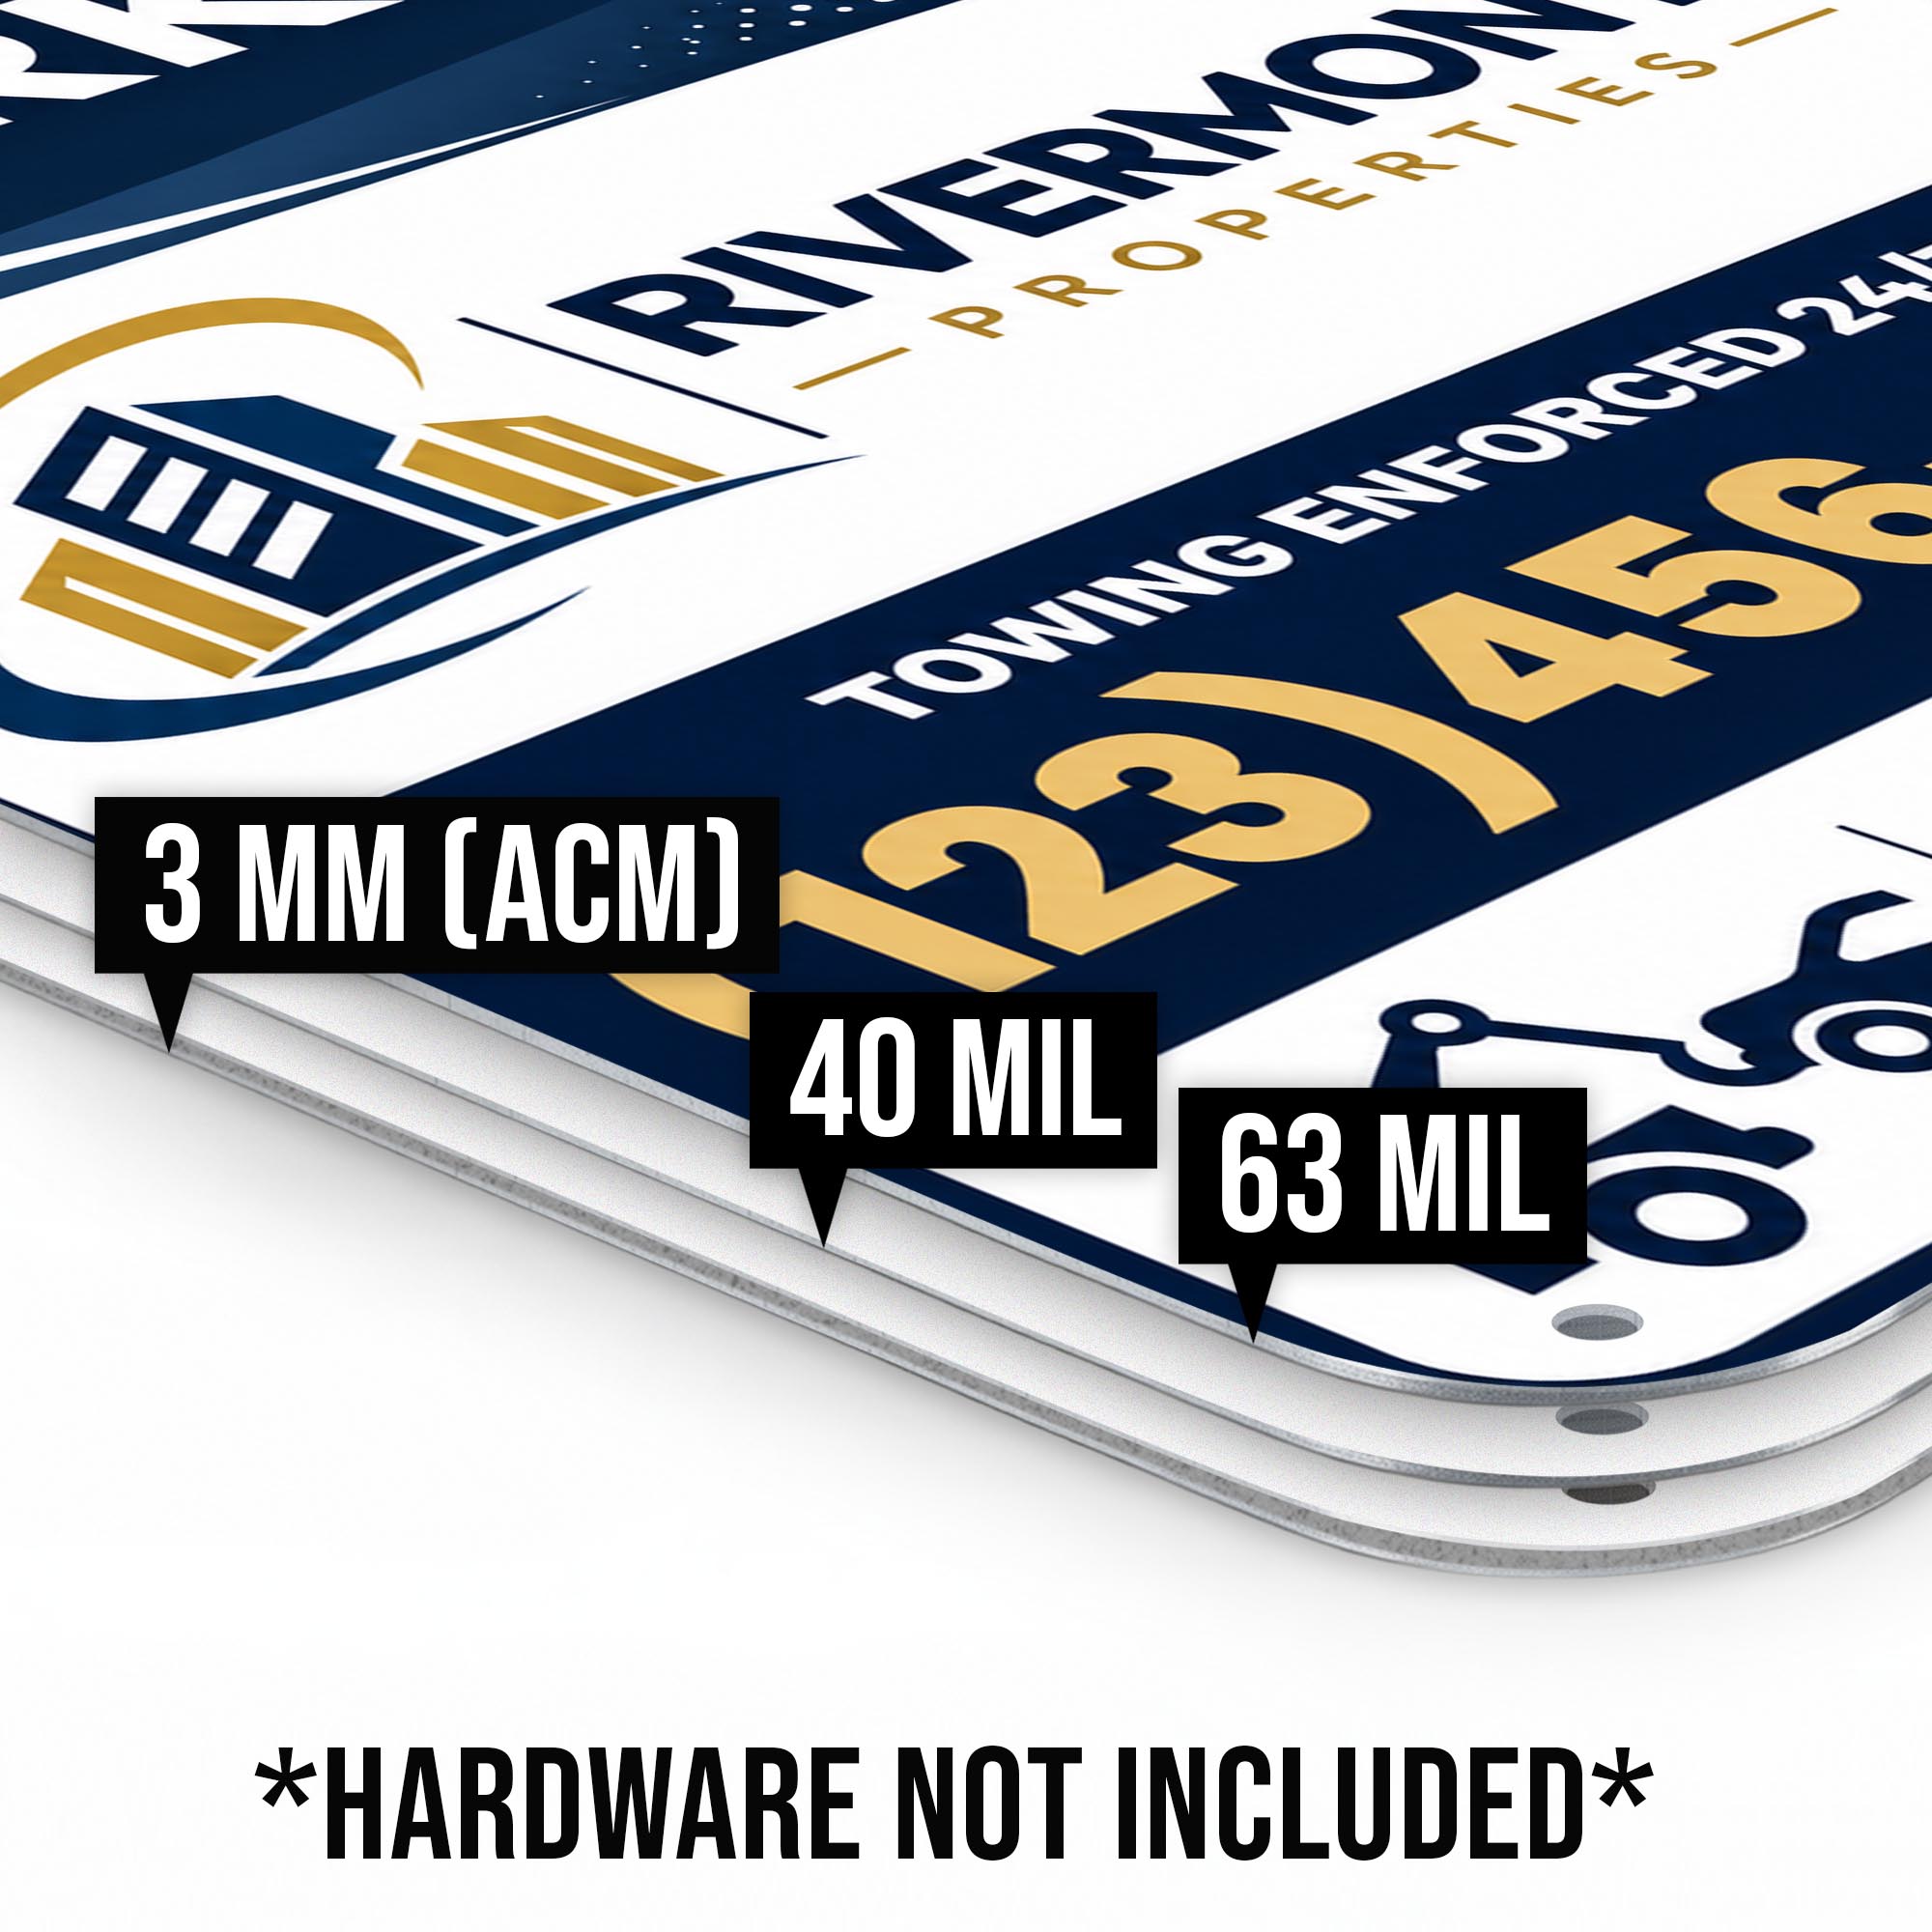 RIVERMON
— PROPERTIES —
TOWING ENFORCED 24/
(123) 456
3 MM (ACM)
40 MIL
63 MIL
*HARDWARE NOT INCLUDED*